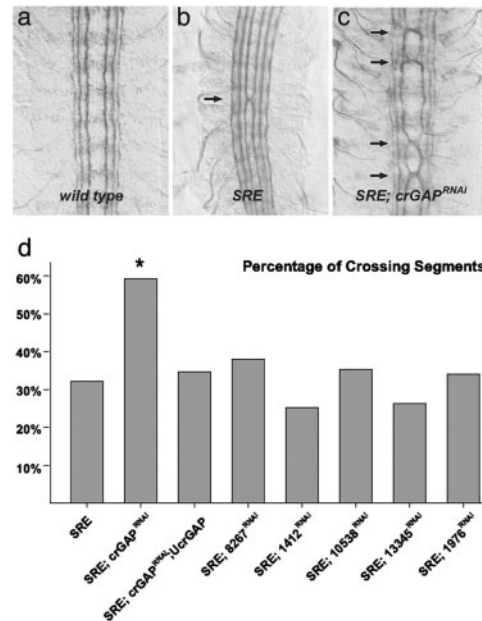 a
b
c
wild type
SRE
SRE; crGAP RNAi
d
Percentage of Crossing Segments
*
60%
50%
40%
30%
20%
10%
SRE
SRE; crGAP RNAi
SRE; crGAP RNAi; UcrGAP
SRE; 8267 RNAi
SRE; 1412 RNAi
SRE; 10538 RNAi
SRE; 13345 RNAi
SRE; 1976 RNAi